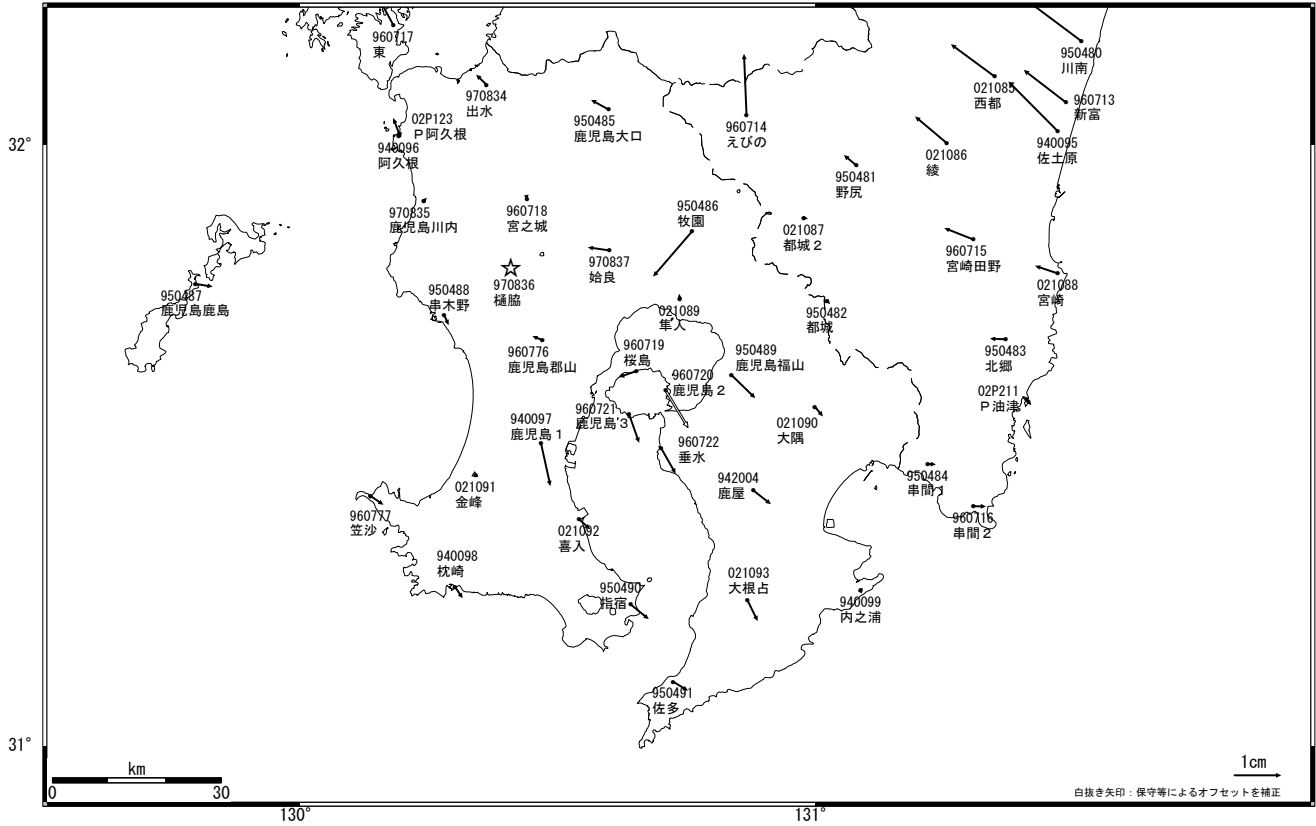 960717
東
950480
川南
970834
出水
021085
西都
960713
新富
02P123
P阿久根
950485
鹿児島大口
960714
えびの
32°
940096
阿久根
021086
綾
940095
佐土原
950481
野尻
970835
鹿児島川内
960718
宮之城
950486
牧園
021087
都城2
960715
宮崎田野
970837
姶良
970836
樋脇
950487
鹿児島鹿島
950488
串木野
021089
隼人
950482
都城
021088
宮崎
960776
鹿児島郡山
960719
桜島
950489
鹿児島福山
950483
北郷
960720
鹿児島2
02P211
P油津
960721
鹿児島3
940097
鹿児島1
021090
大隅
960722
垂水
021091
金峰
942004
鹿屋
950484
串間1
960777
笠沙
021092
喜入
960716
串間2
940098
枕崎
950490
指宿
021093
大根占
940099
内之浦
950491
佐多
31°
km
0 30
1cm
白抜き矢印：保守等によるオフセットを補正
130° 131°